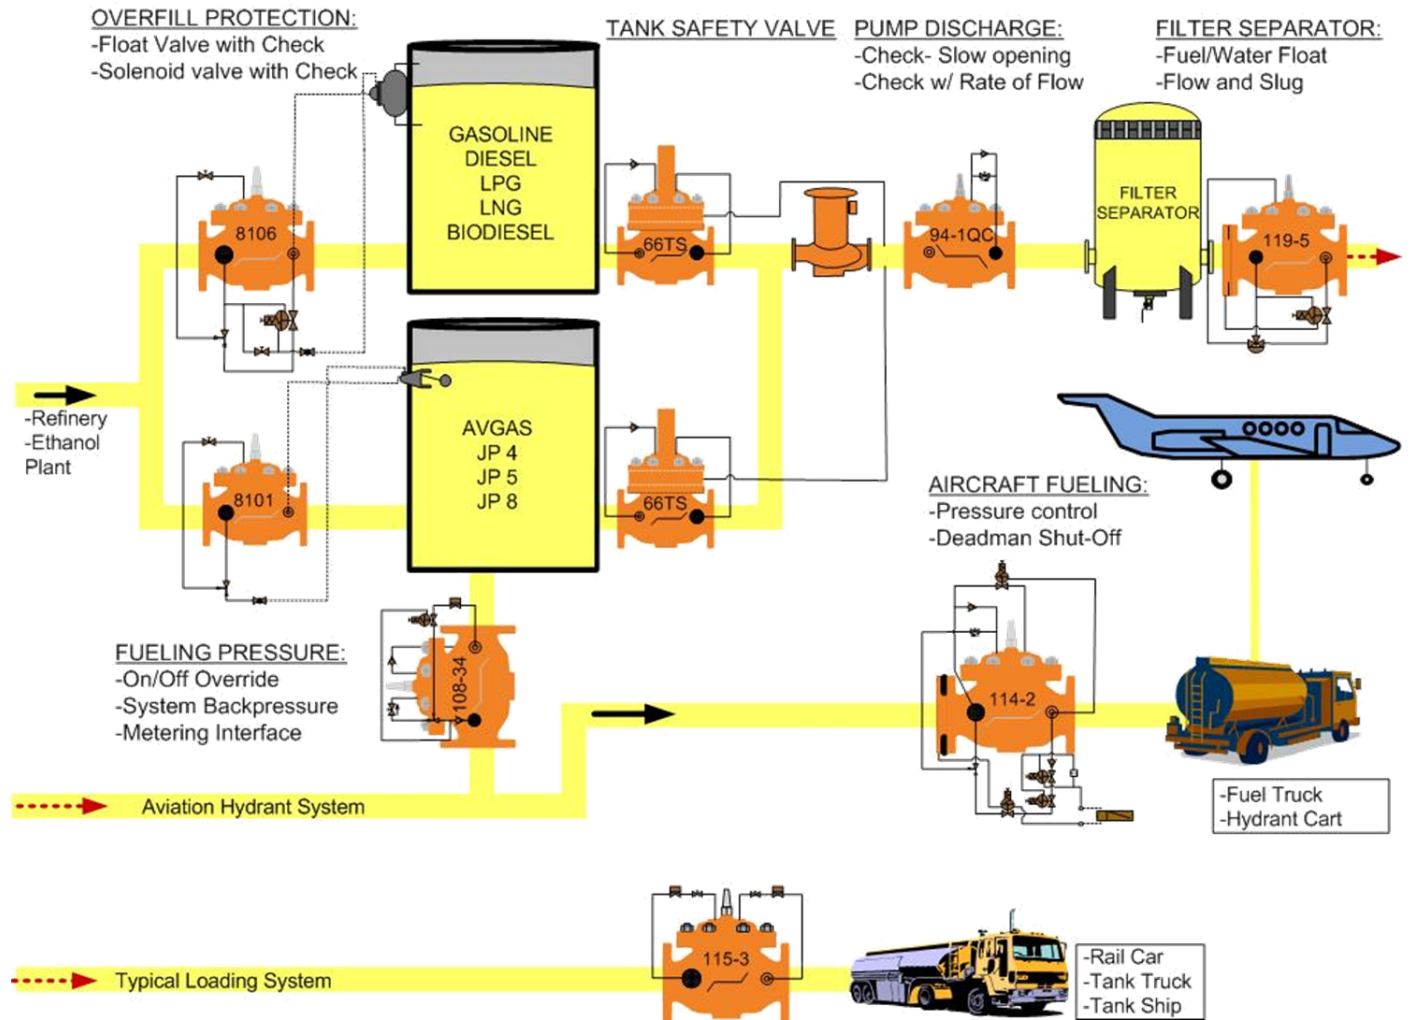 OVERFILL PROTECTION:
-Float Valve with Check
-Solenoid valve with Check
TANK SAFETY VALVE
PUMP DISCHARGE:
-Check- Slow opening
-Check w/ Rate of Flow
FILTER SEPARATOR:
-Fuel/Water Float
-Flow and Slug
GASOLINE
DIESEL
LPG
LNG
BIODIESEL
8106
66TS
94-1QC
FILTER
SEPARATOR
119-5
-Refinery
-Ethanol
Plant
8101
AVGAS
JP 4
JP 5
JP 8
66TS
AIRCRAFT FUELING:
-Pressure control
-Deadman Shut-Off
FUELING PRESSURE:
-On/Off Override
-System Backpressure
-Metering Interface
108-34
114-2
Aviation Hydrant System
-Fuel Truck
-Hydrant Cart
Typical Loading System
115-3
-Rail Car
-Tank Truck
-Tank Ship